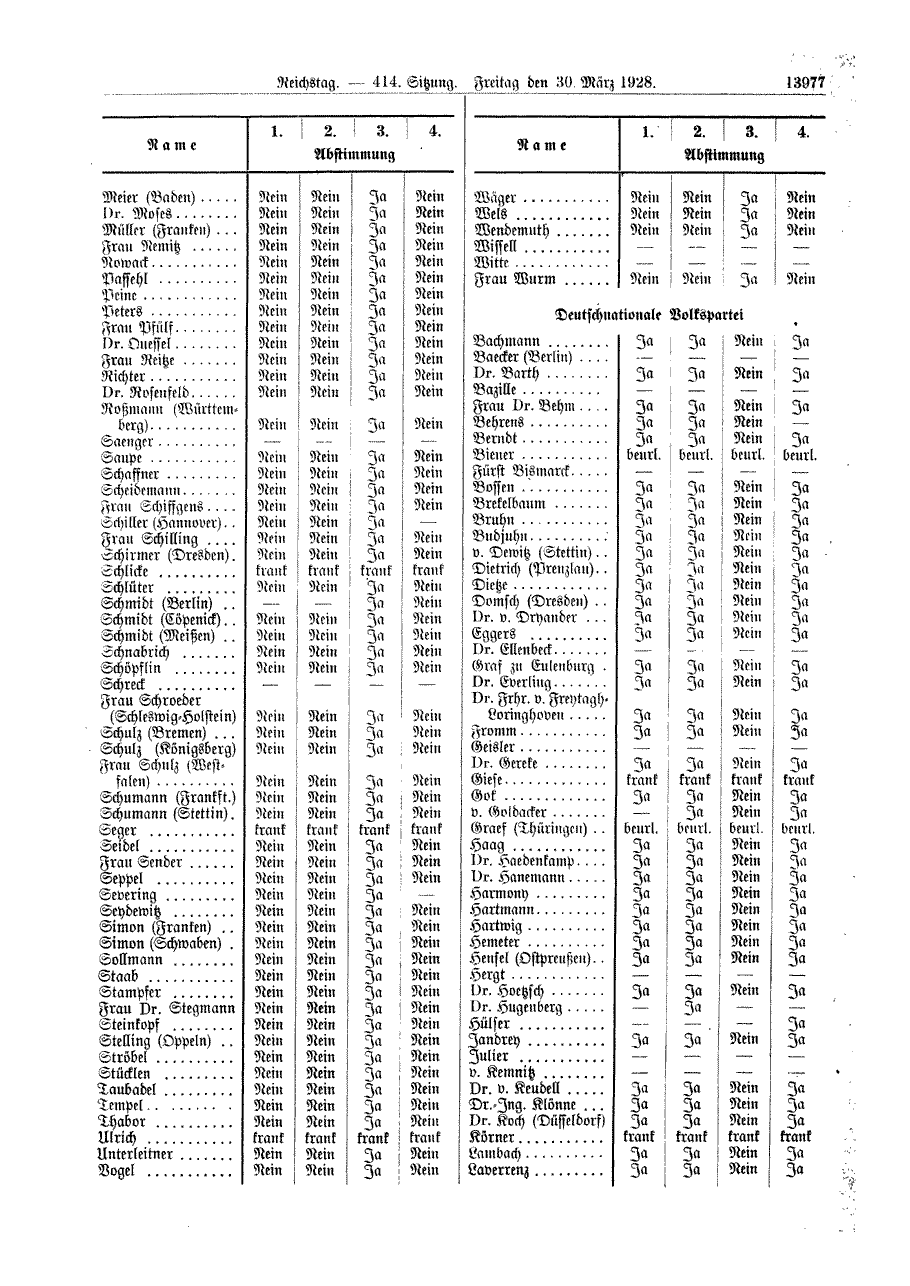 Reichstag. — 414. Sitzung. Freitag den 30. März 1928. 13977
Name 1. 2. 3. 4.
Abstimmung
Meier (Baden) ..... Nein Nein Ja Nein
Dr. Moses ........ Nein Nein Ja Nein
Müller (Franken) ... Nein Nein Ja Nein
Frau Nemitz ...... Nein Nein Ja Nein
Nowack ........... Nein Nein Ja Nein
Passehl .......... Nein Nein Ja Nein
Peine ............ Nein Nein Ja Nein
Peters ........... Nein Nein Ja Nein
Frau Pfülf ........ Nein Nein Ja Nein
Dr. Quessel ........ Nein Nein Ja Nein
Frau Reitze ....... Nein Nein Ja Nein
Richter ........... Nein Nein Ja Nein
Dr. Rosenfeld ...... Nein Nein Ja Nein
Roßmann (Württem-
berg) ........... Nein Nein Ja Nein
Saenger .......... — — — —
Saupe ........... Nein Nein Ja Nein
Schaffner ......... Nein Nein Ja Nein
Scheidemann ....... Nein Nein Ja Nein
Frau Schiffgens .... Nein Nein Ja Nein
Schiller (Hannover) .. Nein Nein Ja —
Frau Schilling .... Nein Nein Ja Nein
Schirmer (Dresden) . Nein Nein Ja Nein
Schlicke .......... krank krank krank krank
Schlüter ......... Nein Nein Ja Nein
Schmidt (Berlin) .. — — Ja Nein
Schmidt (Cöpenick) .. Nein Nein Ja Nein
Schmidt (Meißen) .. Nein Nein Ja Nein
Schnabrich ....... Nein Nein Ja Nein
Schöpflin ........ Nein Nein Ja Nein
Schreck .......... — — — —
Frau Schroeder
(Schleswig-Holstein) Nein Nein Ja Nein
Schulz (Bremen) ... Nein Nein Ja Nein
Schulz (Königsberg) Nein Nein Ja Nein
Frau Schulz (West-
falen) .......... Nein Nein Ja Nein
Schumann (Frankft.) Nein Nein Ja Nein
Schumann (Stettin) . Nein Nein Ja Nein
Seger ........... krank krank krank krank
Seidel ........... Nein Nein Ja Nein
Frau Sender ...... Nein Nein Ja Nein
Seppel .......... Nein Nein Ja Nein
Severing ......... Nein Nein Ja —
Seydewitz ........ Nein Nein Ja Nein
Simon (Franken) .. Nein Nein Ja Nein
Simon (Schwaben) . Nein Nein Ja Nein
Sollmann ........ Nein Nein Ja Nein
Staab ........... Nein Nein Ja Nein
Stampfer ........ Nein Nein Ja Nein
Frau Dr. Stegmann Nein Nein Ja Nein
Steinkopf ........ Nein Nein Ja Nein
Stelling (Oppeln) .. Nein Nein Ja Nein
Ströbel .......... Nein Nein Ja Nein
Stücklen ......... Nein Nein Ja Nein
Taubadel ......... Nein Nein Ja Nein
Tempel .......... Nein Nein Ja Nein
Thabor .......... Nein Nein Ja Nein
Ulrich ........... krank krank krank krank
Unterleitner ....... Nein Nein Ja Nein
Vogel ........... Nein Nein Ja Nein
Name 1. 2. 3. 4.
Abstimmung
Wäger ........... Nein Nein Ja Nein
Wels ............ Nein Nein Ja Nein
Wendemuth ....... Nein Nein Ja Nein
Wissell ........... — — — —
Witte ............ — — — —
Frau Wurm ...... Nein Nein Ja Nein
Deutschnationale Volkspartei
Bachmann ........ Ja Ja Nein Ja
Baecker (Berlin) .... — — — —
Dr. Barth ........ Ja Ja Nein Ja
Bazille ........... — — — —
Frau Dr. Behm .... Ja Ja Nein Ja
Behrens .......... Ja Ja Nein —
Berndt ........... Ja Ja Nein Ja
Biener ........... beurl. beurl. beurl. beurl.
Fürst Bismarck ..... — — — —
Bossen ........... Ja Ja Nein Ja
Brekelbaum ....... Ja Ja Nein Ja
Bruhn ........... Ja Ja Nein Ja
Budjuhn .......... Ja Ja Nein Ja
v. Dewitz (Stettin) .. Ja Ja Nein Ja
Dietrich (Prenzlau) .. Ja Ja Nein Ja
Dietze ............ Ja Ja Nein Ja
Domsch (Dresden) .. Ja Ja Nein Ja
Dr. v. Dryander ... Ja Ja Nein Ja
Eggers .......... Ja Ja Nein Ja
Dr. Ellenbeck ....... — — — —
Graf zu Eulenburg . Ja Ja Nein Ja
Dr. Everling ....... Ja Ja Nein Ja
Dr. Frhr. v. Freytagh-
Loringhoven ..... Ja Ja Nein Ja
Fromm ........... Ja Ja Nein Ja
Geisler ........... — — — —
Dr. Gereke ........ Ja Ja Nein Ja
Giese ............. krank krank krank krank
Gok ............. Ja Ja Nein Ja
v. Goldacker ....... — Ja Nein Ja
Graef (Thüringen) .. beurl. beurl. beurl. beurl.
Haag ............ Ja Ja Nein Ja
Dr. Haedenkamp .... Ja Ja Nein Ja
Dr. Hanemann ..... Ja Ja Nein Ja
Harmony ......... Ja Ja Nein Ja
Hartmann ......... Ja Ja Nein Ja
Hartwig .......... Ja Ja Nein Ja
Hemeter .......... Ja Ja Nein Ja
Hensel (Ostpreußen) .. Ja Ja Nein Ja
Hergt ............ — — — —
Dr. Hoetzsch ....... Ja Ja Nein Ja
Dr. Hugenberg ..... — Ja — —
Hülser ........... — — — Ja
Jandrey .......... Ja Ja Nein Ja
Julier ........... — — — —
v. Kemnitz ........ — — — —
Dr. v. Keudell ..... Ja Ja Nein Ja
Dr.-Ing. Klönne ... Ja Ja Nein Ja
Dr. Koch (Düsseldorf) Ja Ja Nein Ja
Körner ........... krank krank krank krank
Lambach .......... Ja Ja Nein Ja
Laverrenz ......... Ja Ja Nein Ja